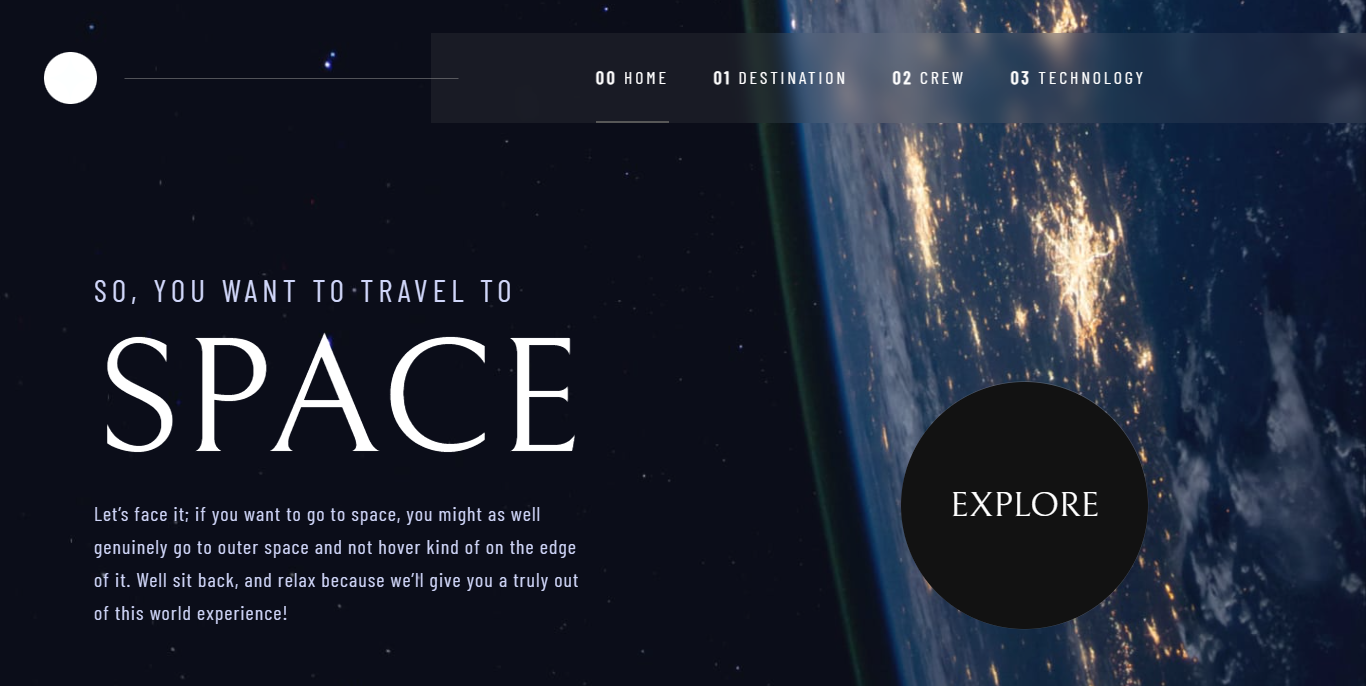 00 HOME 01 DESTINATION 02 CREW 03 TECHNOLOGY
SO, YOU WANT TO TRAVEL TO
SPACE
Let’s face it; if you want to go to space, you might as well
genuinely go to outer space and not hover kind of on the edge
of it. Well sit back, and relax because we’ll give you a truly out
of this world experience!
EXPLORE